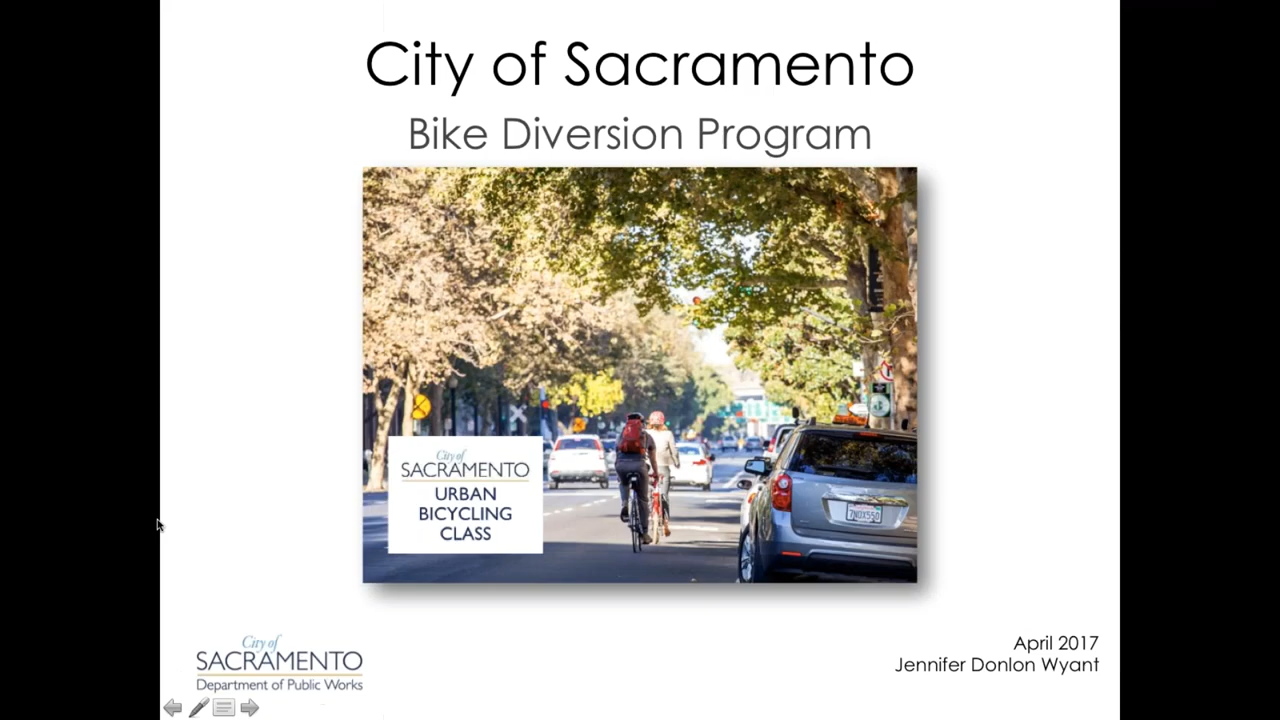 City of Sacramento
Bike Diversion Program
City of
SACRAMENTO
URBAN
BICYCLING
CLASS
April 2017
Jennifer Donlon Wyant
City of
SACRAMENTO
Department of Public Works